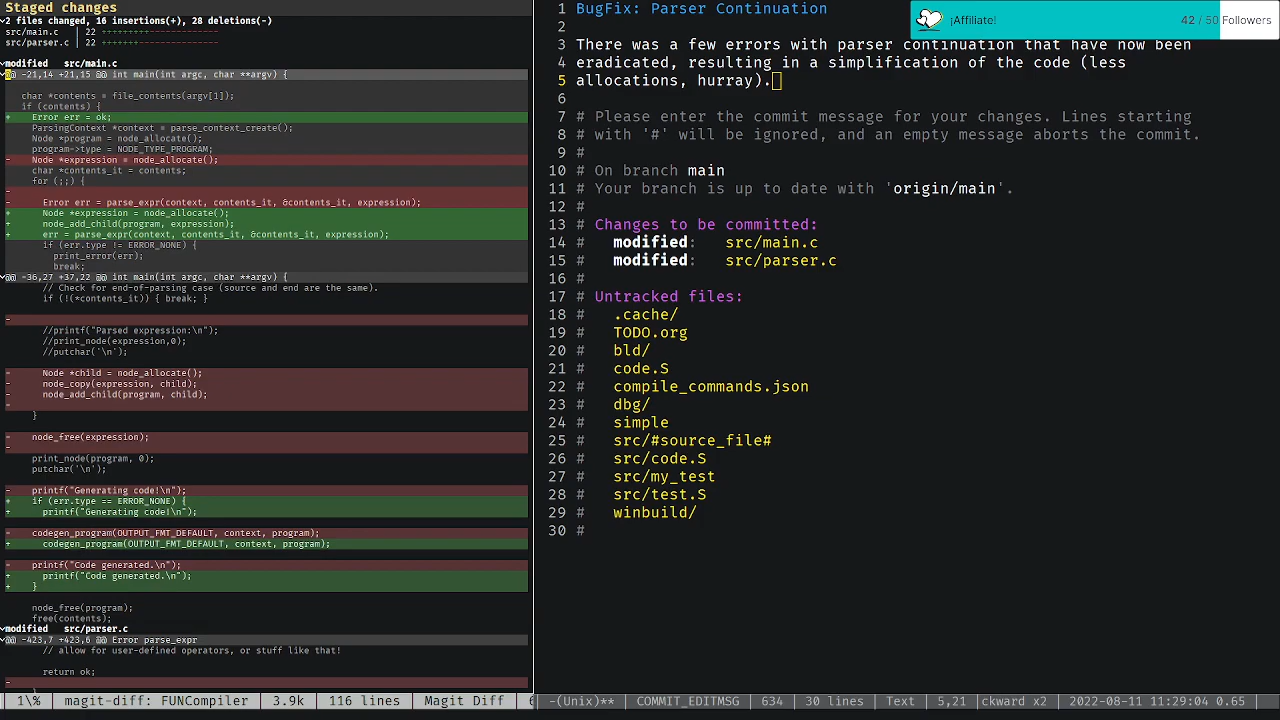 Staged changes
2 files changed, 16 insertions(+), 28 deletions(-)
src/main.c | 22 +++++++++-------------
src/parser.c | 22 +++++++---------------
modified   src/main.c
@@ -21,14 +21,15 @@ int main(int argc, char **argv) {
char *contents = file_contents(argv[1]);
if (contents) {
+ Error err = ok;
ParsingContext *context = parse_context_create();
Node *program = node_allocate();
program->type = NODE_TYPE_PROGRAM;
- Node *expression = node_allocate();
char *contents_it = contents;
for (;;) {
-
- Error err = parse_expr(context, contents_it, &contents_it, expression);
+ Node *expression = node_allocate();
+ node_add_child(program, expression);
+ err = parse_expr(context, contents_it, &contents_it, expression);
if (err.type != ERROR_NONE) {
print_error(err);
break;
@@ -36,27 +37,22 @@ int main(int argc, char **argv) {
// Check for end-of-parsing case (source and end are the same).
if (!(*contents_it)) { break; }
-
//printf("Parsed expression:\n");
//print_node(expression,0);
//putchar('\n');
- Node *child = node_allocate();
- node_copy(expression, child);
- node_add_child(program, child);
-
}
- node_free(expression);
-
print_node(program, 0);
putchar('\n');
- printf("Generating code!\n");
+ if (err.type == ERROR_NONE) {
+ printf("Generating code!\n");
- codegen_program(OUTPUT_FMT_DEFAULT, context, program);
+ codegen_program(OUTPUT_FMT_DEFAULT, context, program);
- printf("Code generated.\n");
+ printf("Code generated.\n");
+ }
node_free(program);
free(contents);
modified   src/parser.c
@@ -423,7 +423,6 @@ Error parse_expr
// allow for user-defined operators, or stuff like that!
return ok;
-
}
1\% magit-diff: FUNCompiler 3.9k 116 lines Magit Diff
1 BugFix: Parser Continuation
2
3 There was a few errors with parser continuation that have now been
4 eradicated, resulting in a simplification of the code (less
5 allocations, hurray).
6
7 # Please enter the commit message for your changes. Lines starting
8 # with '#' will be ignored, and an empty message aborts the commit.
9 #
10 # On branch main
11 # Your branch is up to date with 'origin/main'.
12 #
13 # Changes to be committed:
14 # modified:   src/main.c
15 # modified:   src/parser.c
16 #
17 # Untracked files:
18 # .cache/
19 # TODO.org
20 # bld/
21 # code.S
22 # compile_commands.json
23 # dbg/
24 # simple
25 # src/#source_file#
26 # src/code.S
27 # src/my_test
28 # src/test.S
29 # winbuild/
30 #
-(Unix)** COMMIT_EDITMSG 634 30 lines Text 5,21 ckward x2 2022-08-11 11:29:04 0.65
¡Affiliate! 42 / 50 Followers